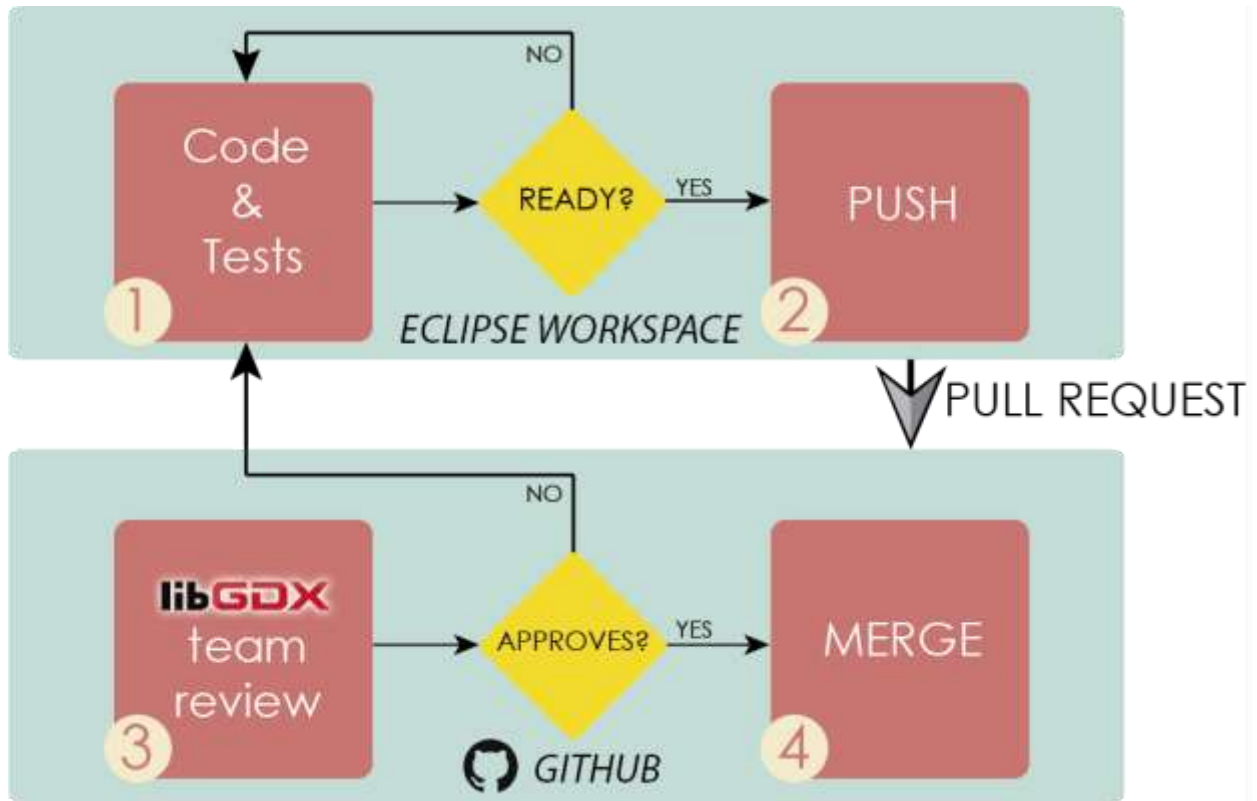 NO
Code
&
Tests
READY?
YES
PUSH
1
ECLIPSE WORKSPACE
2
PULL REQUEST
NO
libGDX
team
review
APPROVES?
YES
MERGE
3
GITHUB
4